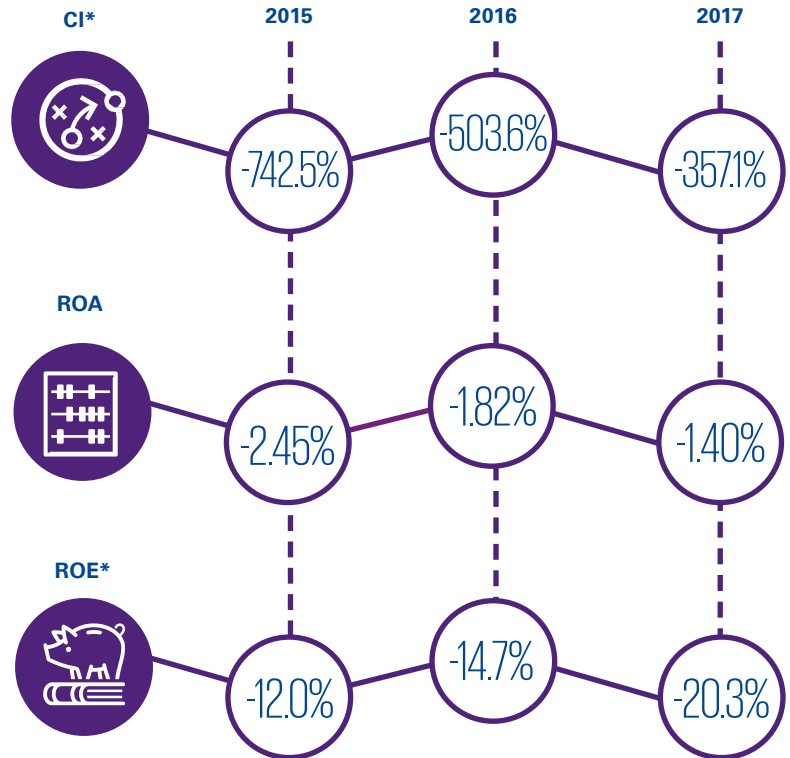 CI* 2015 2016 2017
-742.5% -503.6% -357.1%
ROA
-2.45% -1.82% -1.40%
ROE*
-12.0% -14.7% -20.3%